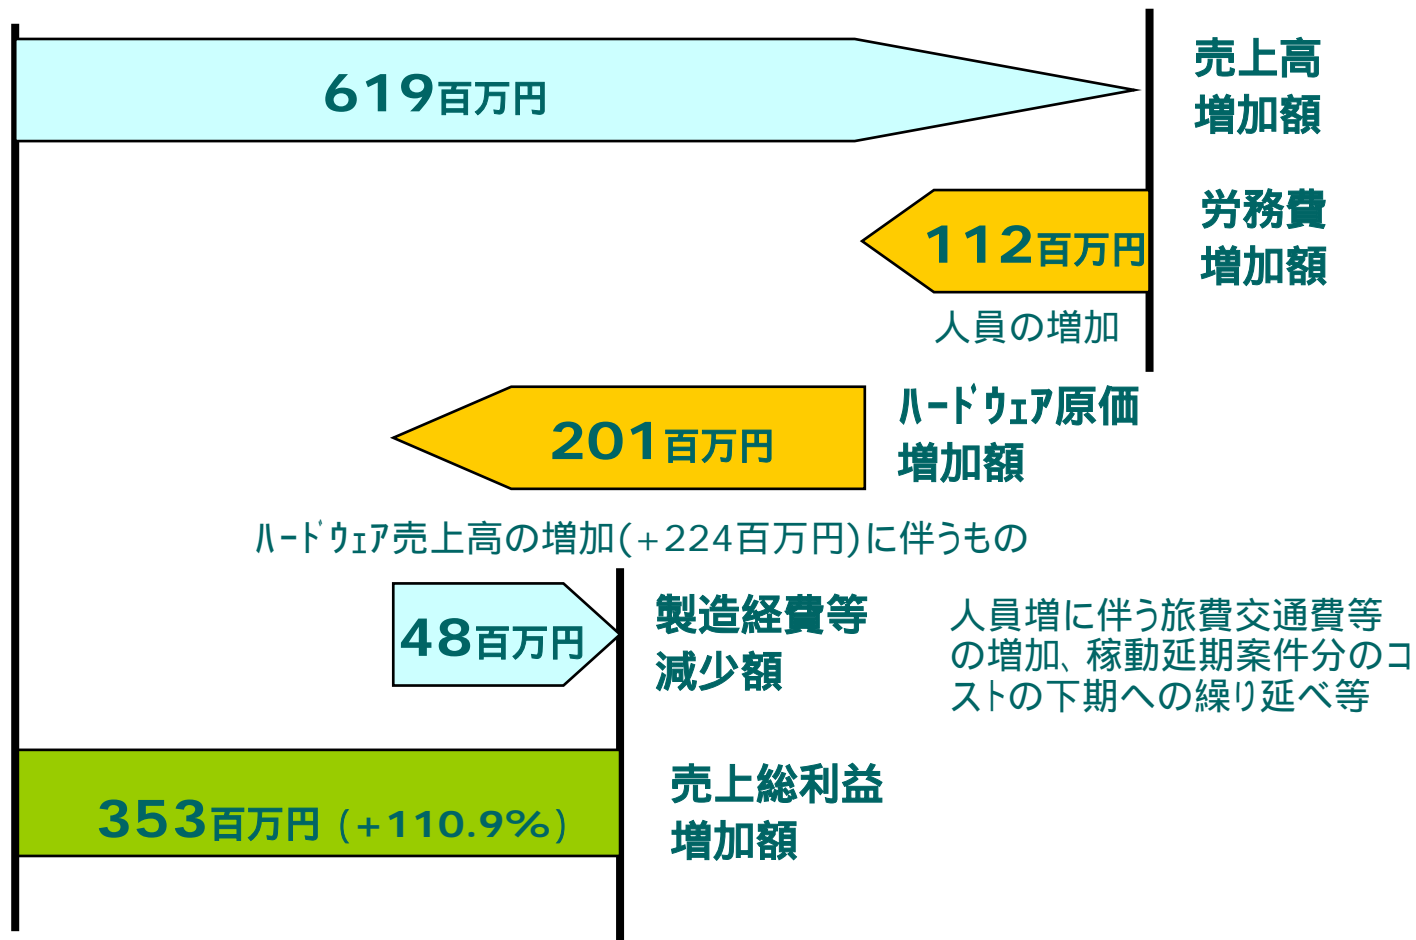 619百万円
売上高
増加額
112百万円
労務費
増加額
人員の増加
201百万円
ﾊｰﾄﾞｳｪｱ原価
増加額
ﾊｰﾄﾞｳｪｱ売上高の増加(+224百万円)に伴うもの
48百万円
製造経費等
減少額
人員増に伴う旅費交通費等
の増加、稼動延期案件分のコ
ストの下期への繰り延べ等
353百万円 (+110.9%)
売上総利益
増加額